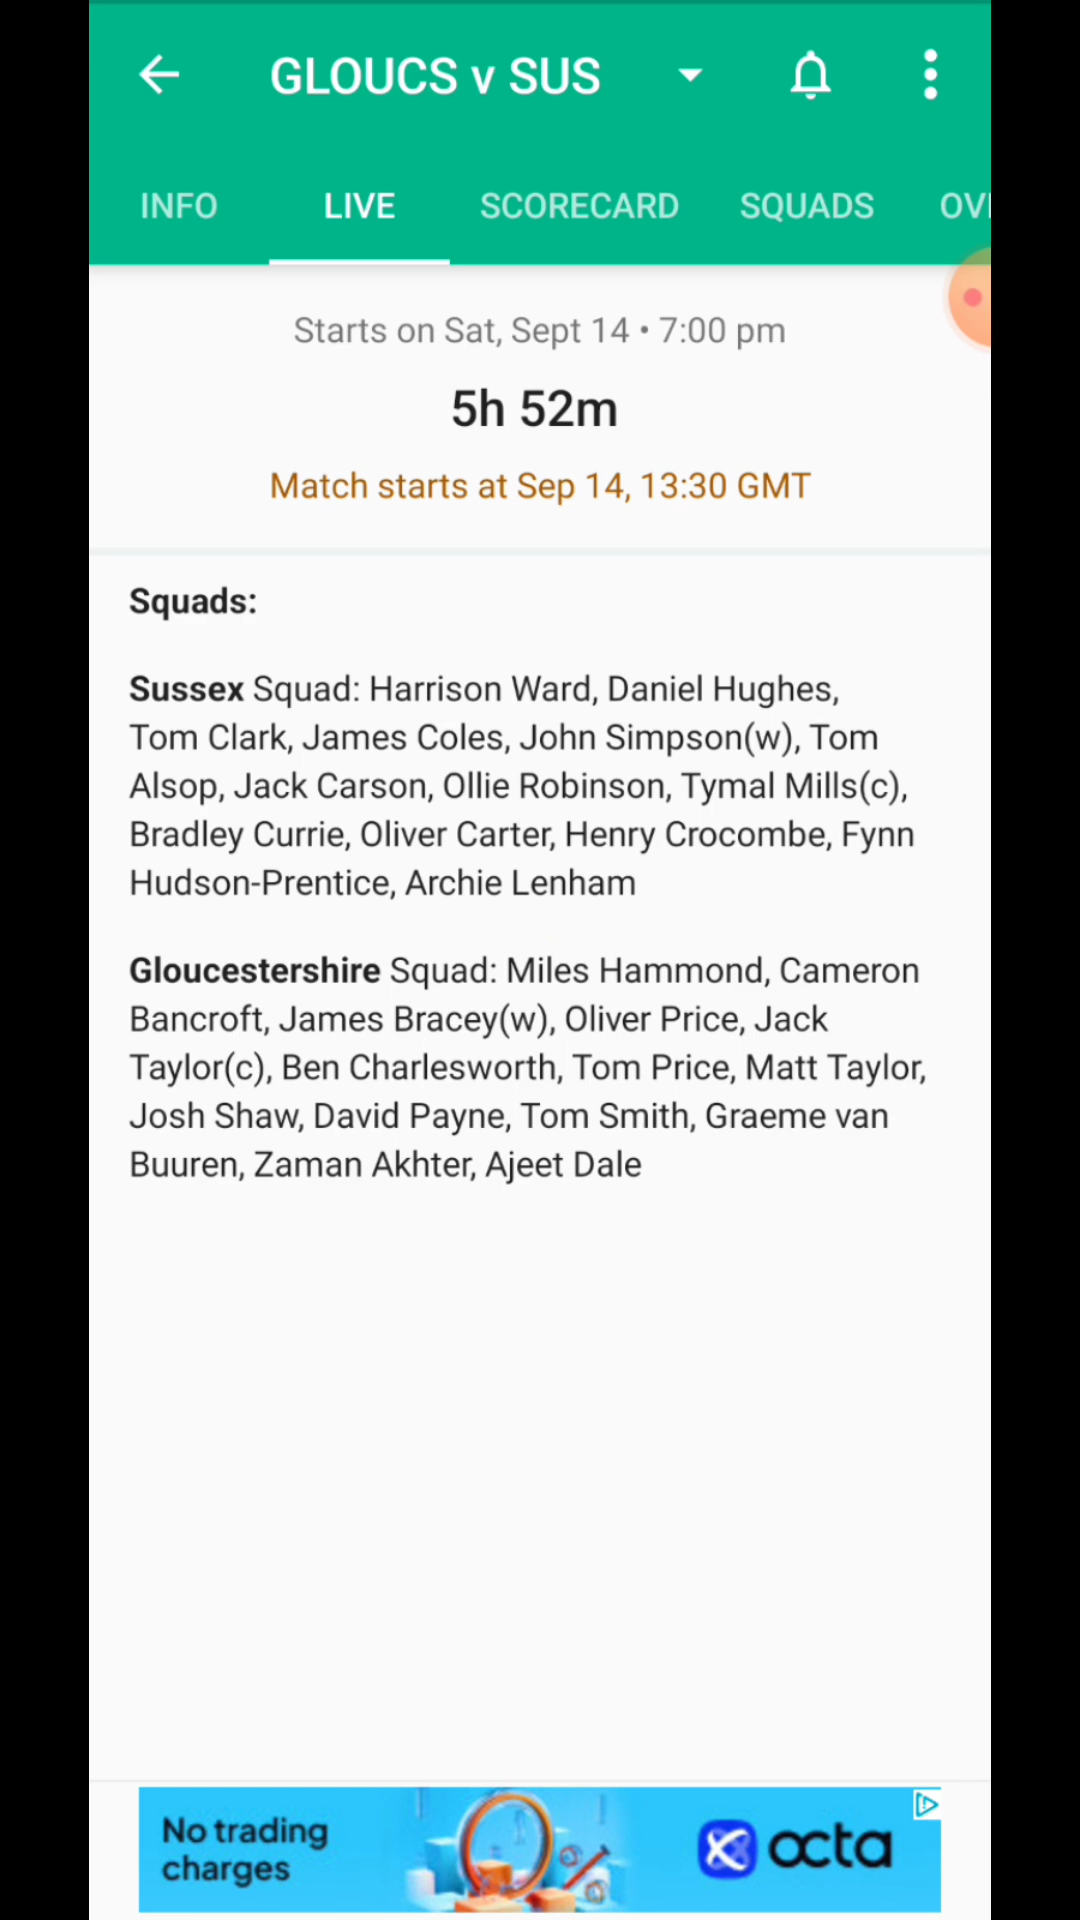 GLOUCS v SUS
INFO LIVE SCORECARD SQUADS OV
Starts on Sat, Sept 14 • 7:00 pm
5h 52m
Match starts at Sep 14, 13:30 GMT
Squads:
Sussex Squad: Harrison Ward, Daniel Hughes,
Tom Clark, James Coles, John Simpson(w), Tom
Alsop, Jack Carson, Ollie Robinson, Tymal Mills(c),
Bradley Currie, Oliver Carter, Henry Crocombe, Fynn
Hudson-Prentice, Archie Lenham
Gloucestershire Squad: Miles Hammond, Cameron
Bancroft, James Bracey(w), Oliver Price, Jack
Taylor(c), Ben Charlesworth, Tom Price, Matt Taylor,
Josh Shaw, David Payne, Tom Smith, Graeme van
Buuren, Zaman Akhter, Ajeet Dale
No trading
charges
octa